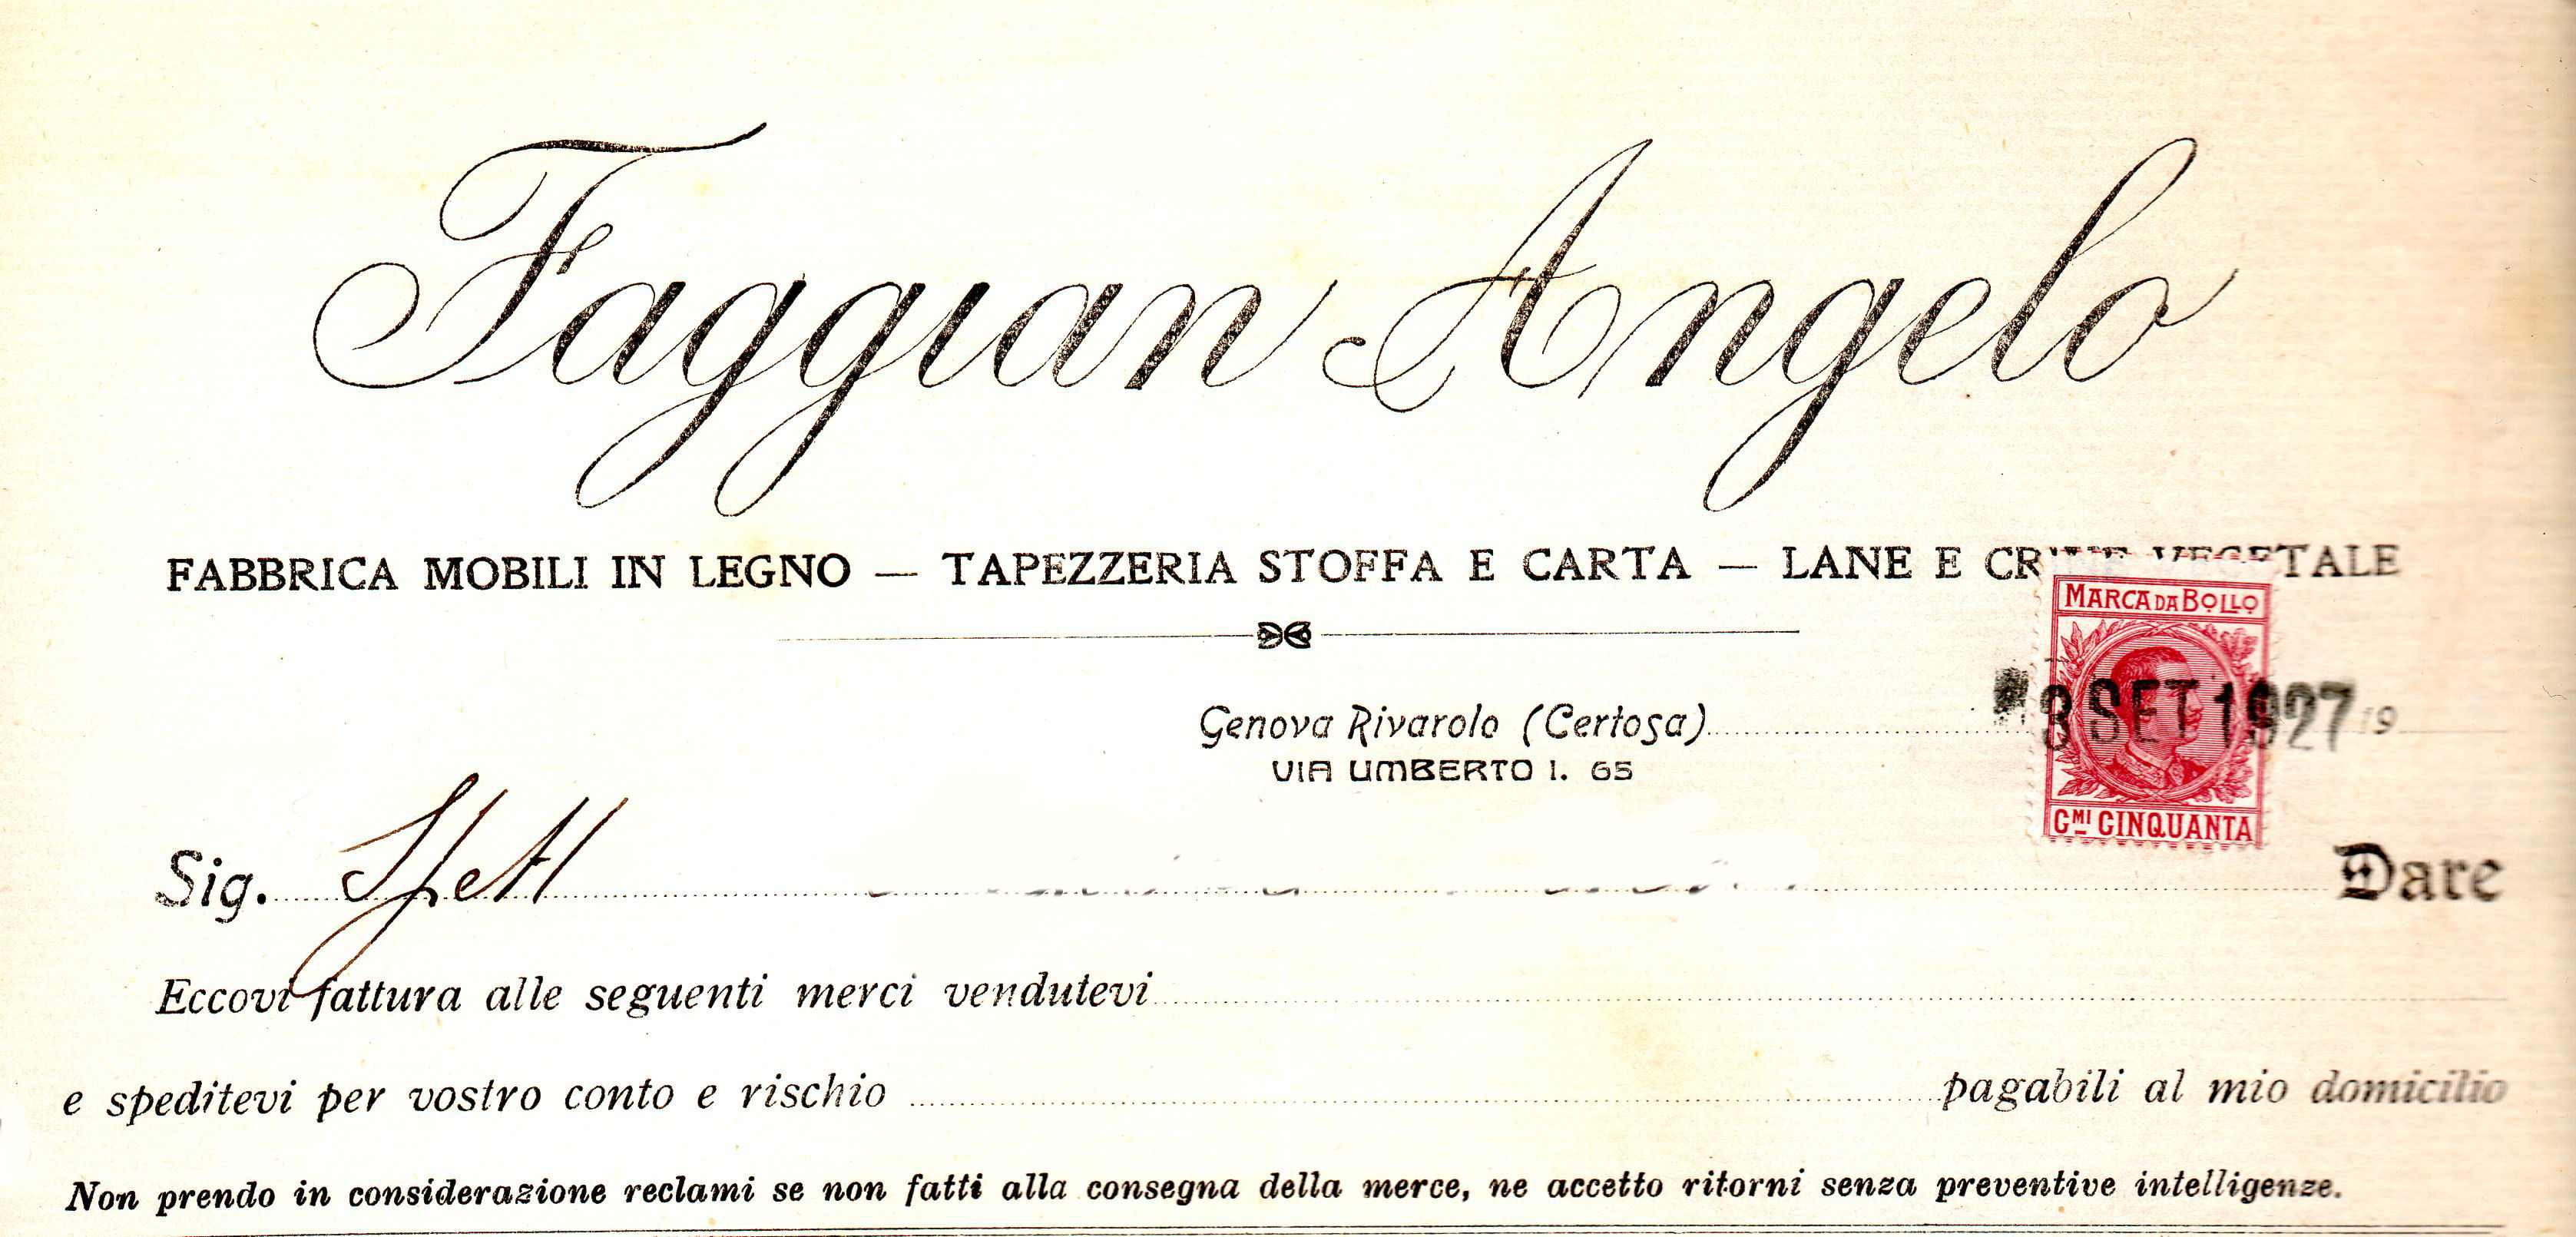 Faggian Angelo
FABBRICA MOBILI IN LEGNO — TAPEZZERIA STOFFA E CARTA — LANE E CRINE VEGETALE
MARCA DA BOLLO
3 SET 1927 19
Genova Rivarolo (Certosa)
VIA UMBERTO I. 65
CMI CINQUANTA
Sig. Dare
Eccovi fattura alle seguenti merci vendutevi
e speditevi per vostro conto e rischio pagabili al mio domicilio
Non prendo in considerazione reclami se non fatti alla consegna della merce, ne accetto ritorni senza preventive intelligenze.